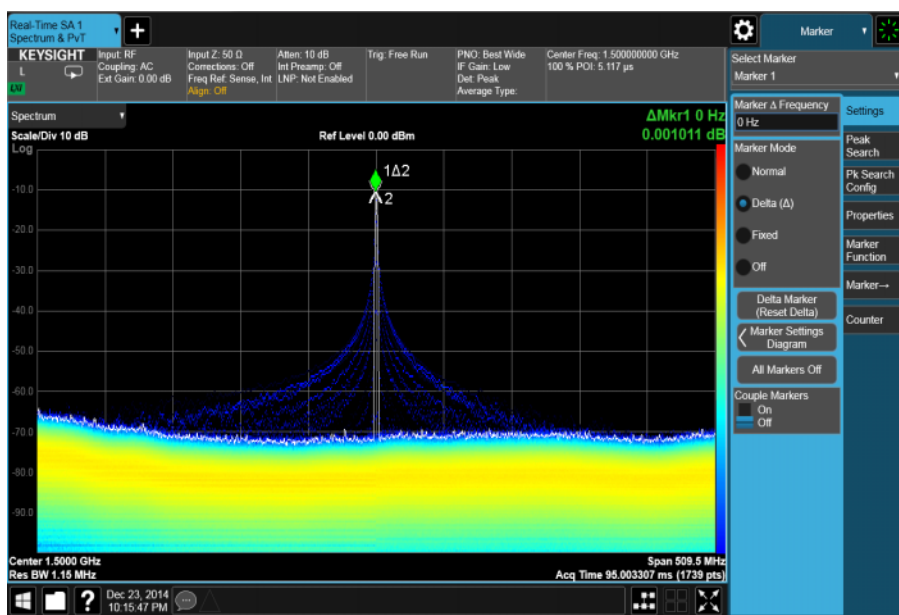 Real-Time SA 1
Spectrum & PvT
Marker
KEYSIGHT
L
LXI
Input: RF
Coupling: AC
Ext Gain: 0.00 dB
Input Z: 50 Ω
Corrections: Off
Freq Ref: Sense, Int
Align: Off
Atten: 10 dB
Int Preamp: Off
LNP: Not Enabled
Trig: Free Run
PNO: Best Wide
IF Gain: Low
Det: Peak
Average Type:
Center Freq: 1.500000000 GHz
100 % POI: 5.117 µs
Select Marker
Marker 1
Spectrum
Scale/Div 10 dB
Log
Ref Level 0.00 dBm
ΔMkr1 0 Hz
0.001011 dB
1Δ2
2
-10.0
-20.0
-30.0
-40.0
-50.0
-60.0
-70.0
-80.0
-90.0
Center 1.5000 GHz
Res BW 1.15 MHz
Span 509.5 MHz
Acq Time 95.003307 ms (1739 pts)
Marker Δ Frequency
0 Hz
Marker Mode
Normal
Delta (Δ)
Fixed
Off
Delta Marker
(Reset Delta)
Marker Settings
Diagram
All Markers Off
Couple Markers
On
Off
Settings
Peak
Search
Pk Search
Config
Properties
Marker
Function
Marker→
Counter
?
Dec 23, 2014
10:15:47 PM